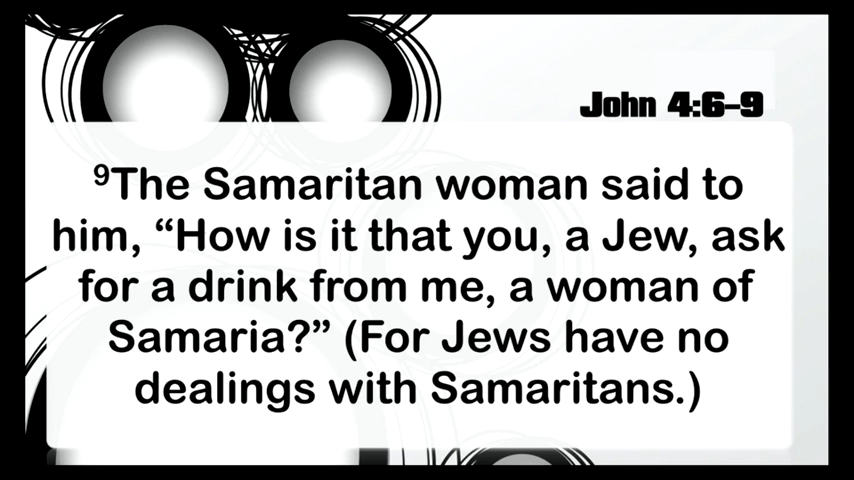 John 4:6–9
⁹The Samaritan woman said to
him, “How is it that you, a Jew, ask
for a drink from me, a woman of
Samaria?” (For Jews have no
dealings with Samaritans.)